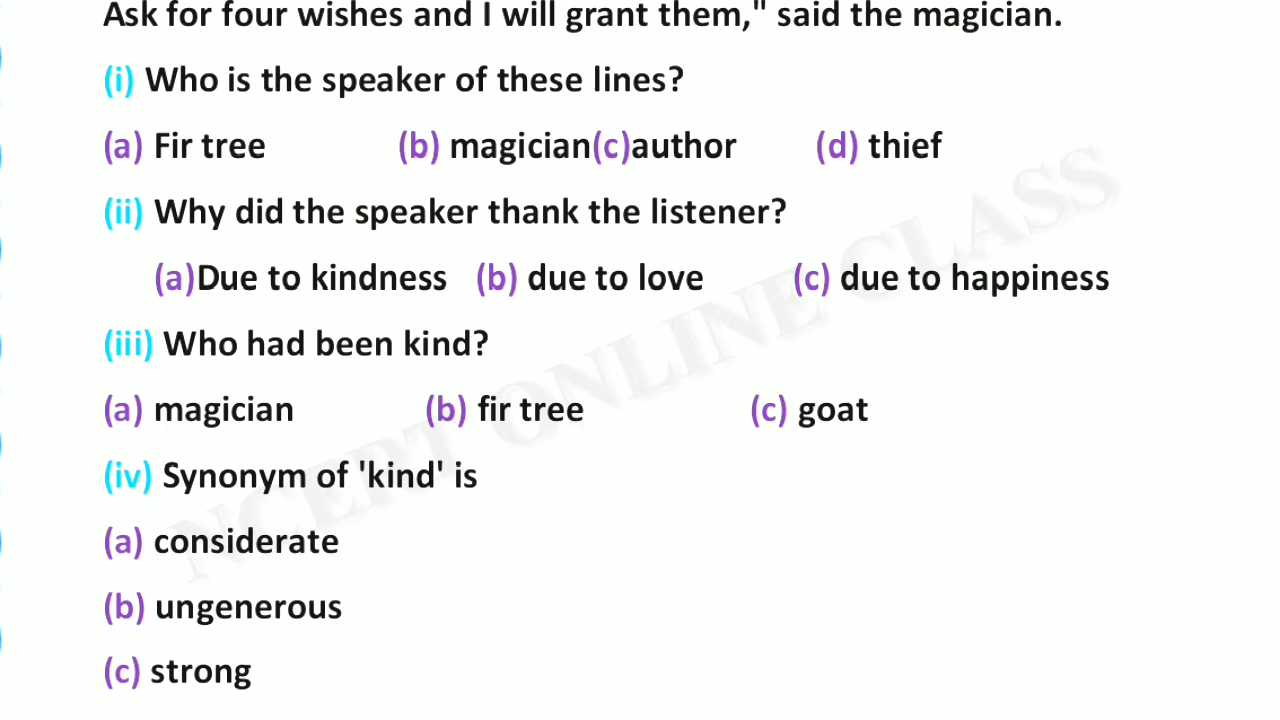 Ask for four wishes and I will grant them," said the magician.
(i) Who is the speaker of these lines?
(a) Fir tree (b) magician(c)author (d) thief
(ii) Why did the speaker thank the listener?
(a)Due to kindness (b) due to love (c) due to happiness
(iii) Who had been kind?
(a) magician (b) fir tree (c) goat
(iv) Synonym of 'kind' is
(a) considerate
(b) ungenerous
(c) strong
NCERT ONLINE CLASS